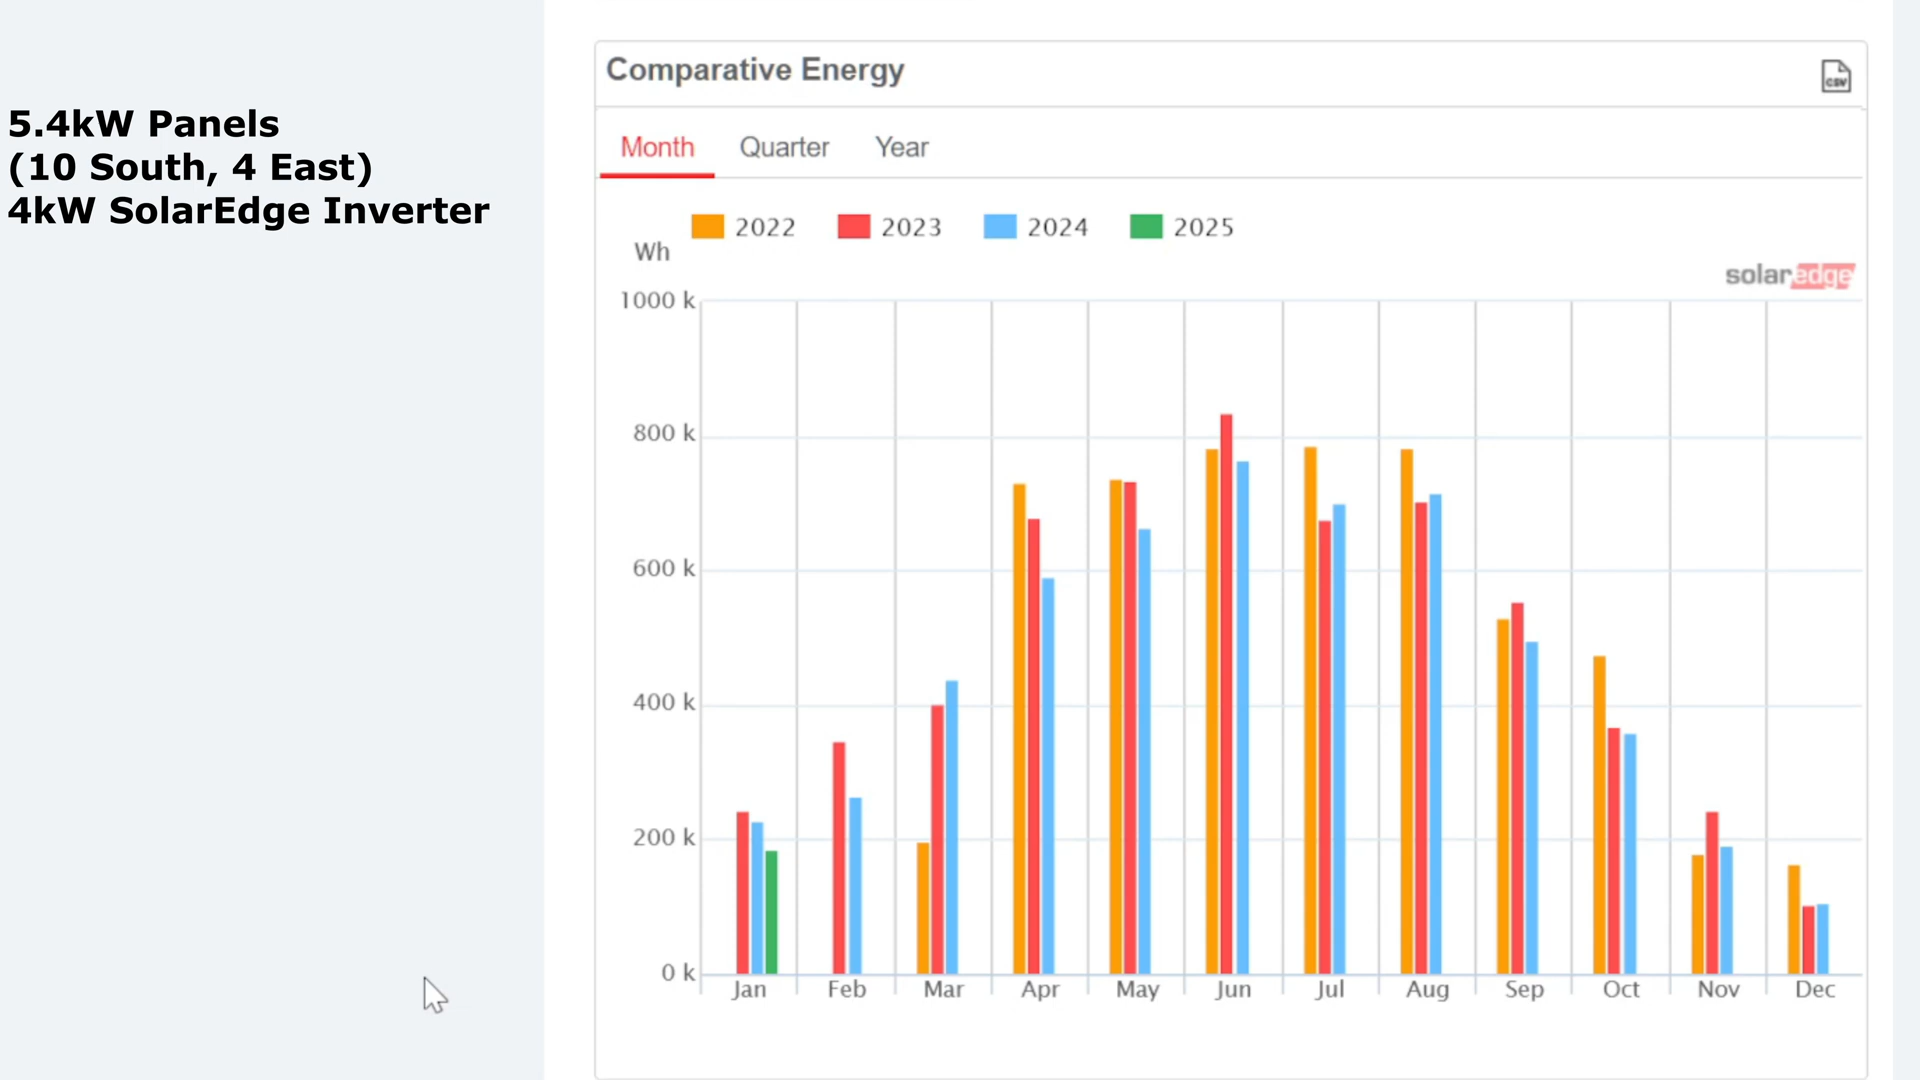 5.4kW Panels
(10 South, 4 East)
4kW SolarEdge Inverter
Comparative Energy
CSV
Month Quarter Year
2022 2023 2024 2025
Wh
solaredge
1000 k
800 k
600 k
400 k
200 k
0 k
Jan Feb Mar Apr May Jun Jul Aug Sep Oct Nov Dec